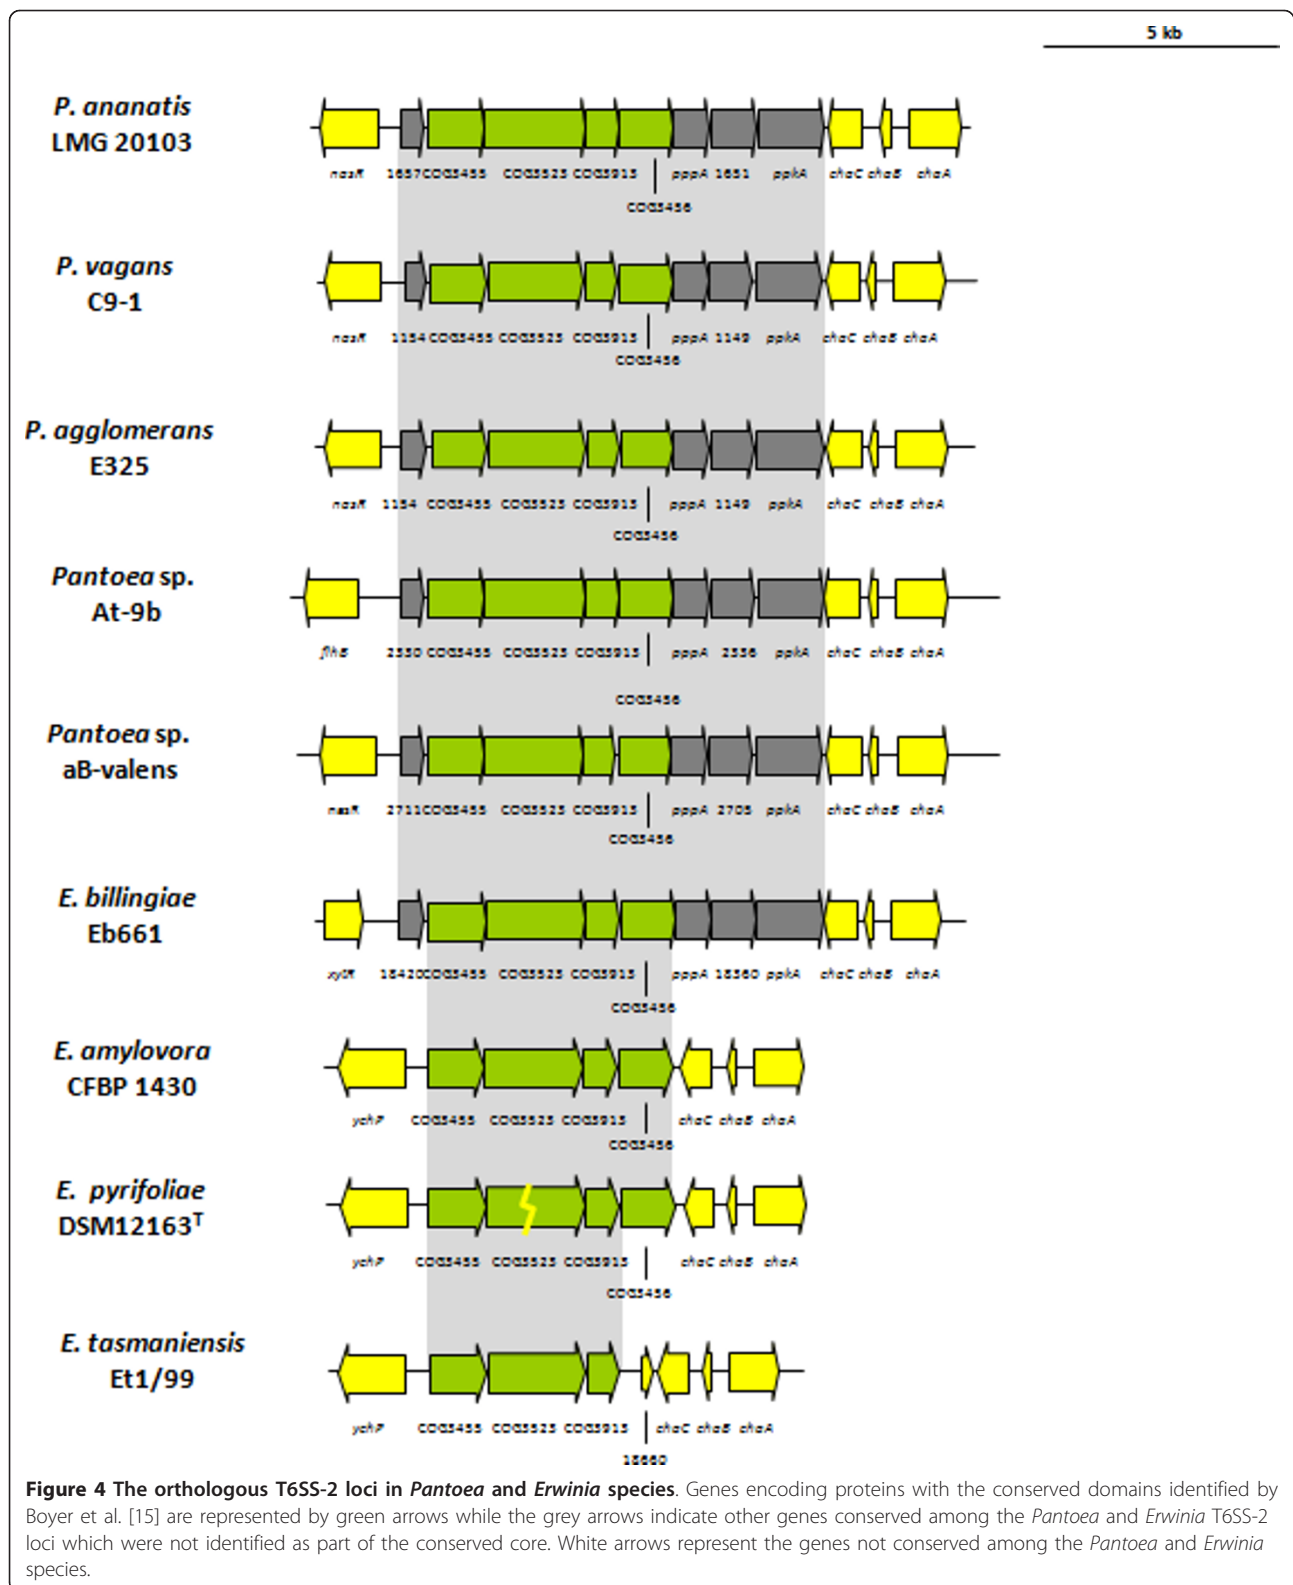 5 kb
P. ananatis
LMG 20103
nasR 1657 COG3455 COG3523 COG3913 pppA 1651 ppkA chaC chaB chaA
COG3456
P. vagans
C9-1
nasR 1154 COG3455 COG3523 COG3913 pppA 1149 ppkA chaC chaB chaA
COG3456
P. agglomerans
E325
nasR 1154 COG3455 COG3523 COG3913 pppA 1149 ppkA chaC chaB chaA
COG3456
Pantoea sp.
At-9b
flhB 2330 COG3455 COG3523 COG3913 pppA 2336 ppkA chaC chaB chaA
COG3456
Pantoea sp.
aB-valens
nasR 2711 COG3455 COG3523 COG3913 pppA 2705 ppkA chaC chaB chaA
COG3456
E. billingiae
Eb661
xylR 18420 COG3455 COG3523 COG3913 pppA 18360 ppkA chaC chaB chaA
COG3456
E. amylovora
CFBP 1430
ychP COG3455 COG3523 COG3913 chaC chaB chaA
COG3456
E. pyrifoliae
DSM12163T
ychP COG3455 COG3523 COG3913 chaC chaB chaA
COG3456
E. tasmaniensis
Et1/99
ychP COG3455 COG3523 COG3913 chaC chaB chaA
18660
Figure 4 The orthologous T6SS-2 loci in Pantoea and Erwinia species. Genes encoding proteins with the conserved domains identified by
Boyer et al. [15] are represented by green arrows while the grey arrows indicate other genes conserved among the Pantoea and Erwinia T6SS-2
loci which were not identified as part of the conserved core. White arrows represent the genes not conserved among the Pantoea and Erwinia
species.